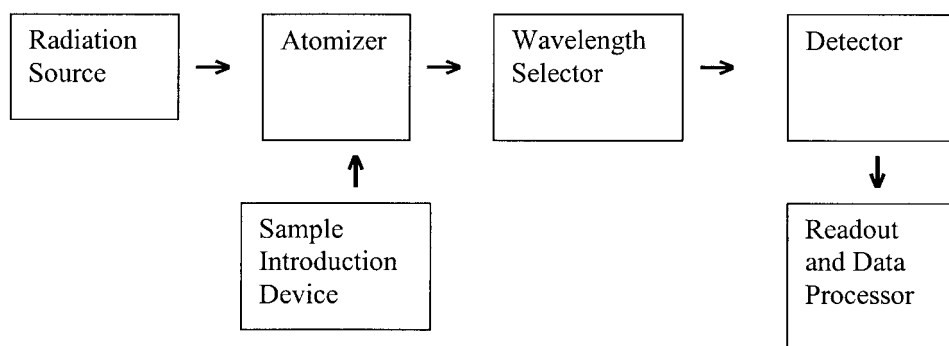 Radiation
Source
Atomizer
Wavelength
Selector
Detector
Sample
Introduction
Device
Readout
and Data
Processor